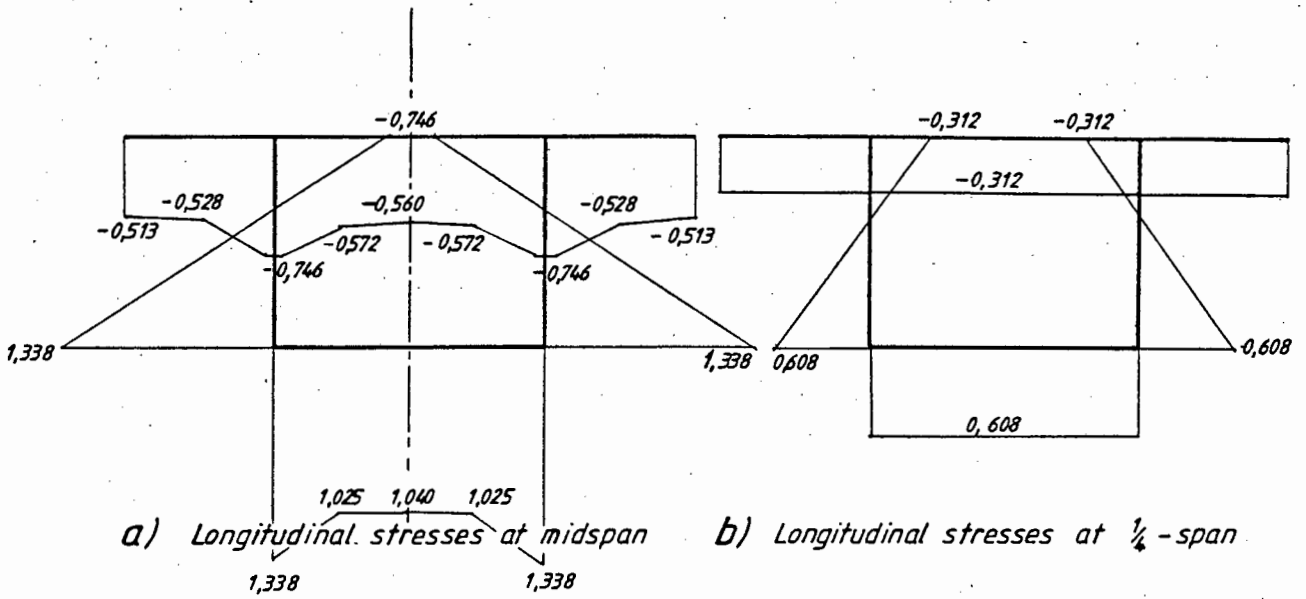 -0,746
-0,312 -0,312
-0,528 -0,560 -0,528
-0,312
-0,513 -0,572 -0,572 -0,513
-0,746 -0,746
1,338 1,338 0,608 0,608
0,608
1,025 1,040 1,025
a) Longitudinal. stresses at midspan
b) Longitudinal stresses at ¼-span
1,338 1,338